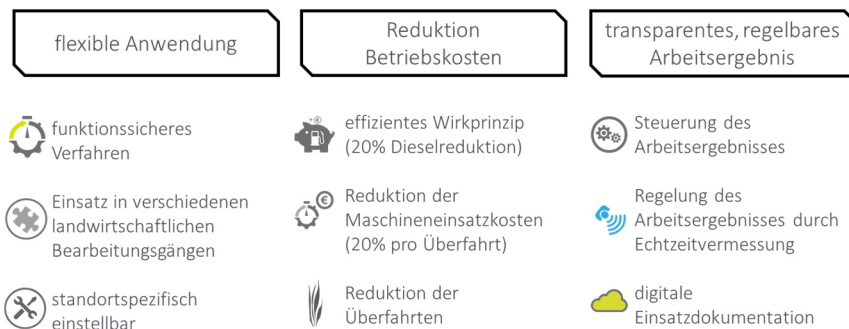 flexible Anwendung
funktionssicheres
Verfahren
Einsatz in verschiedenen
landwirtschaftlichen
Bearbeitungsgängen
standortspezifisch
einstellbar
Reduktion
Betriebskosten
effizientes Wirkprinzip
(20% Dieselreduktion)
Reduktion der
Maschineneinsatzkosten
(20% pro Überfahrt)
Reduktion der
Überfahrten
transparentes, regelbares
Arbeitsergebnis
Steuerung des
Arbeitsergebnisses
Regelung des
Arbeitsergebnisses durch
Echtzeitvermessung
digitale
Einsatzdokumentation